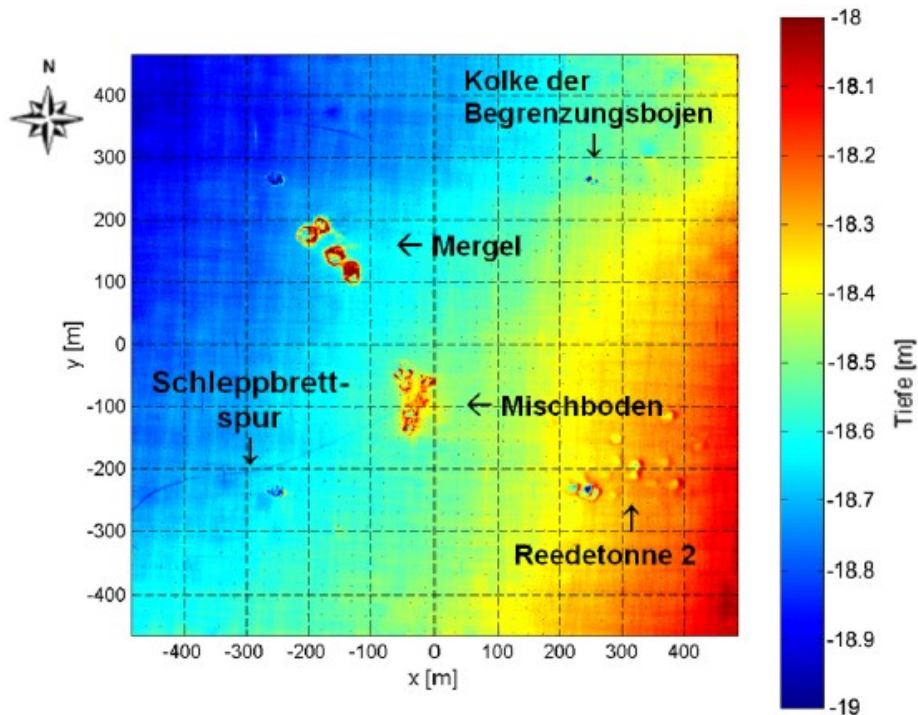 N
Kolke der
Begrenzungsbojen
Mergel
Schleppbrett-
spur
Mischboden
Reedetonne 2
400
300
200
100
0
-100
-200
-300
-400
y [m]
-400 -300 -200 -100 0 100 200 300 400
x [m]
-18
-18.1
-18.2
-18.3
-18.4
-18.5
-18.6
-18.7
-18.8
-18.9
-19
Tiefe [m]